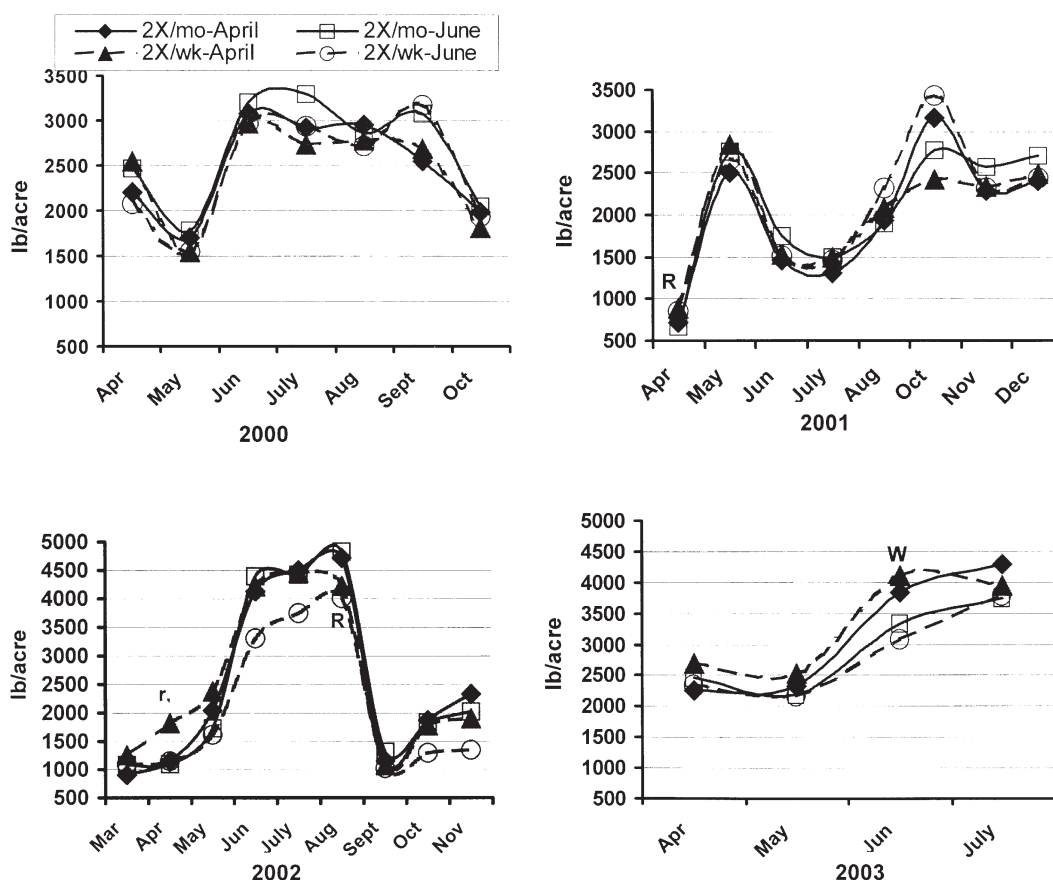 2X/mo-April 2X/mo-June
2X/wk-April 2X/wk-June
3500
3000
2500
2000
1500
1000
500
lb/acre
Apr May Jun July Aug Sept Oct
2000
3500
3000
2500
2001
1500
1000
500
lb/acre
R
Apr May Jun July Aug Oct Nov Dec
2001
5000
4500
4000
3500
3000
2500
2000
1500
1000
500
lb/acre
r,
R
Mar Apr May Jun July Aug Sept Oct Nov
2002
5000
4500
4000
3500
3000
2500
2000
1500
1000
500
lb/acre
W
Apr May Jun July
2003